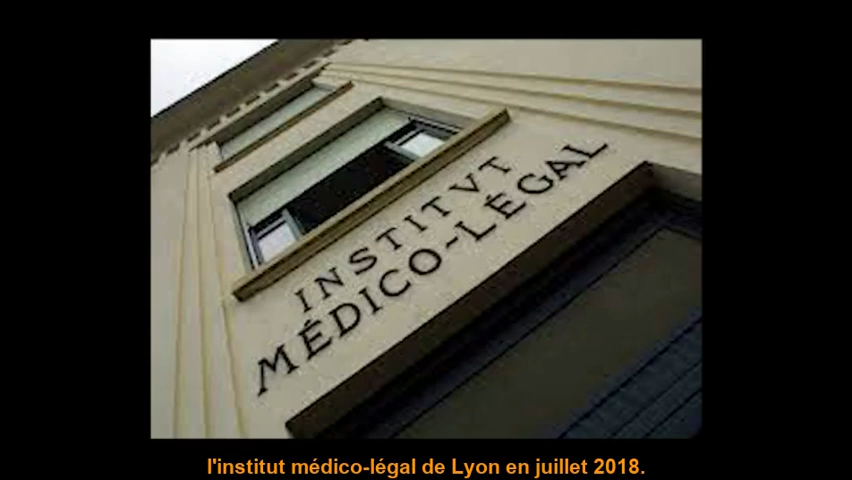 INSTITVT
MÉDICO-LÉGAL
l'institut médico-légal de Lyon en juillet 2018.